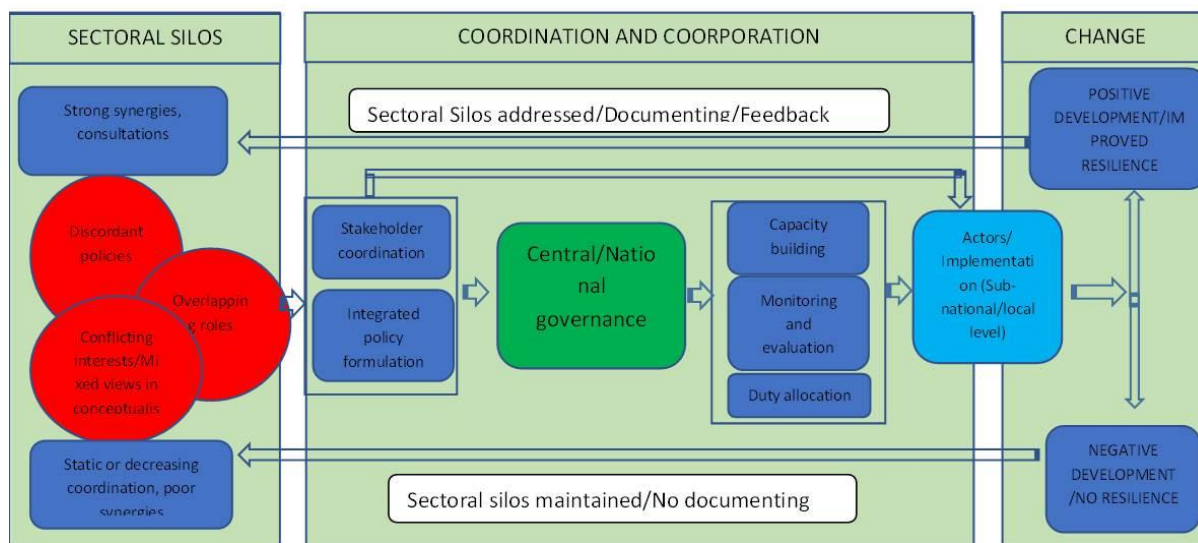 SECTORAL SILOS
Strong synergies,
consultations
Discordant
policies
Overlappin
g roles
Conflicting
interests/Mi
xed views in
conceotualis
Static or decreasing
coordination, poor
synergies
COORDINATION AND COORPORATION
Sectoral Silos addressed/Documenting/Feedback
Stakeholder
coordination
Integrated
policy
formulation
Central/Natio
nal
governance
Capacity
building
Monitoring
and
evaluation
Duty allocation
Actors/
Implementati
on (Sub-
national/local
level)
Sectoral silos maintained/No documenting
CHANGE
POSITIVE
DEVELOPMENT/IM
PROVED
RESILIENCE
NEGATIVE
DEVELOPMENT
/NO RESILIENCE